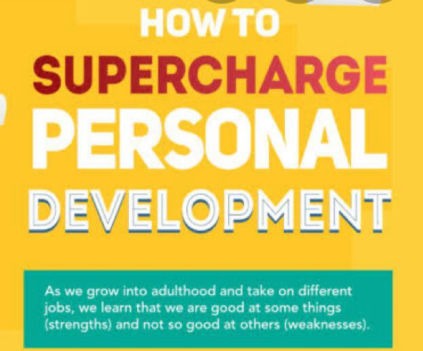 HOW TO
SUPERCHARGE
PERSONAL
DEVELOPMENT
As we grow into adulthood and take on different
jobs, we learn that we are good at some things
(strengths) and not so good at others (weaknesses).